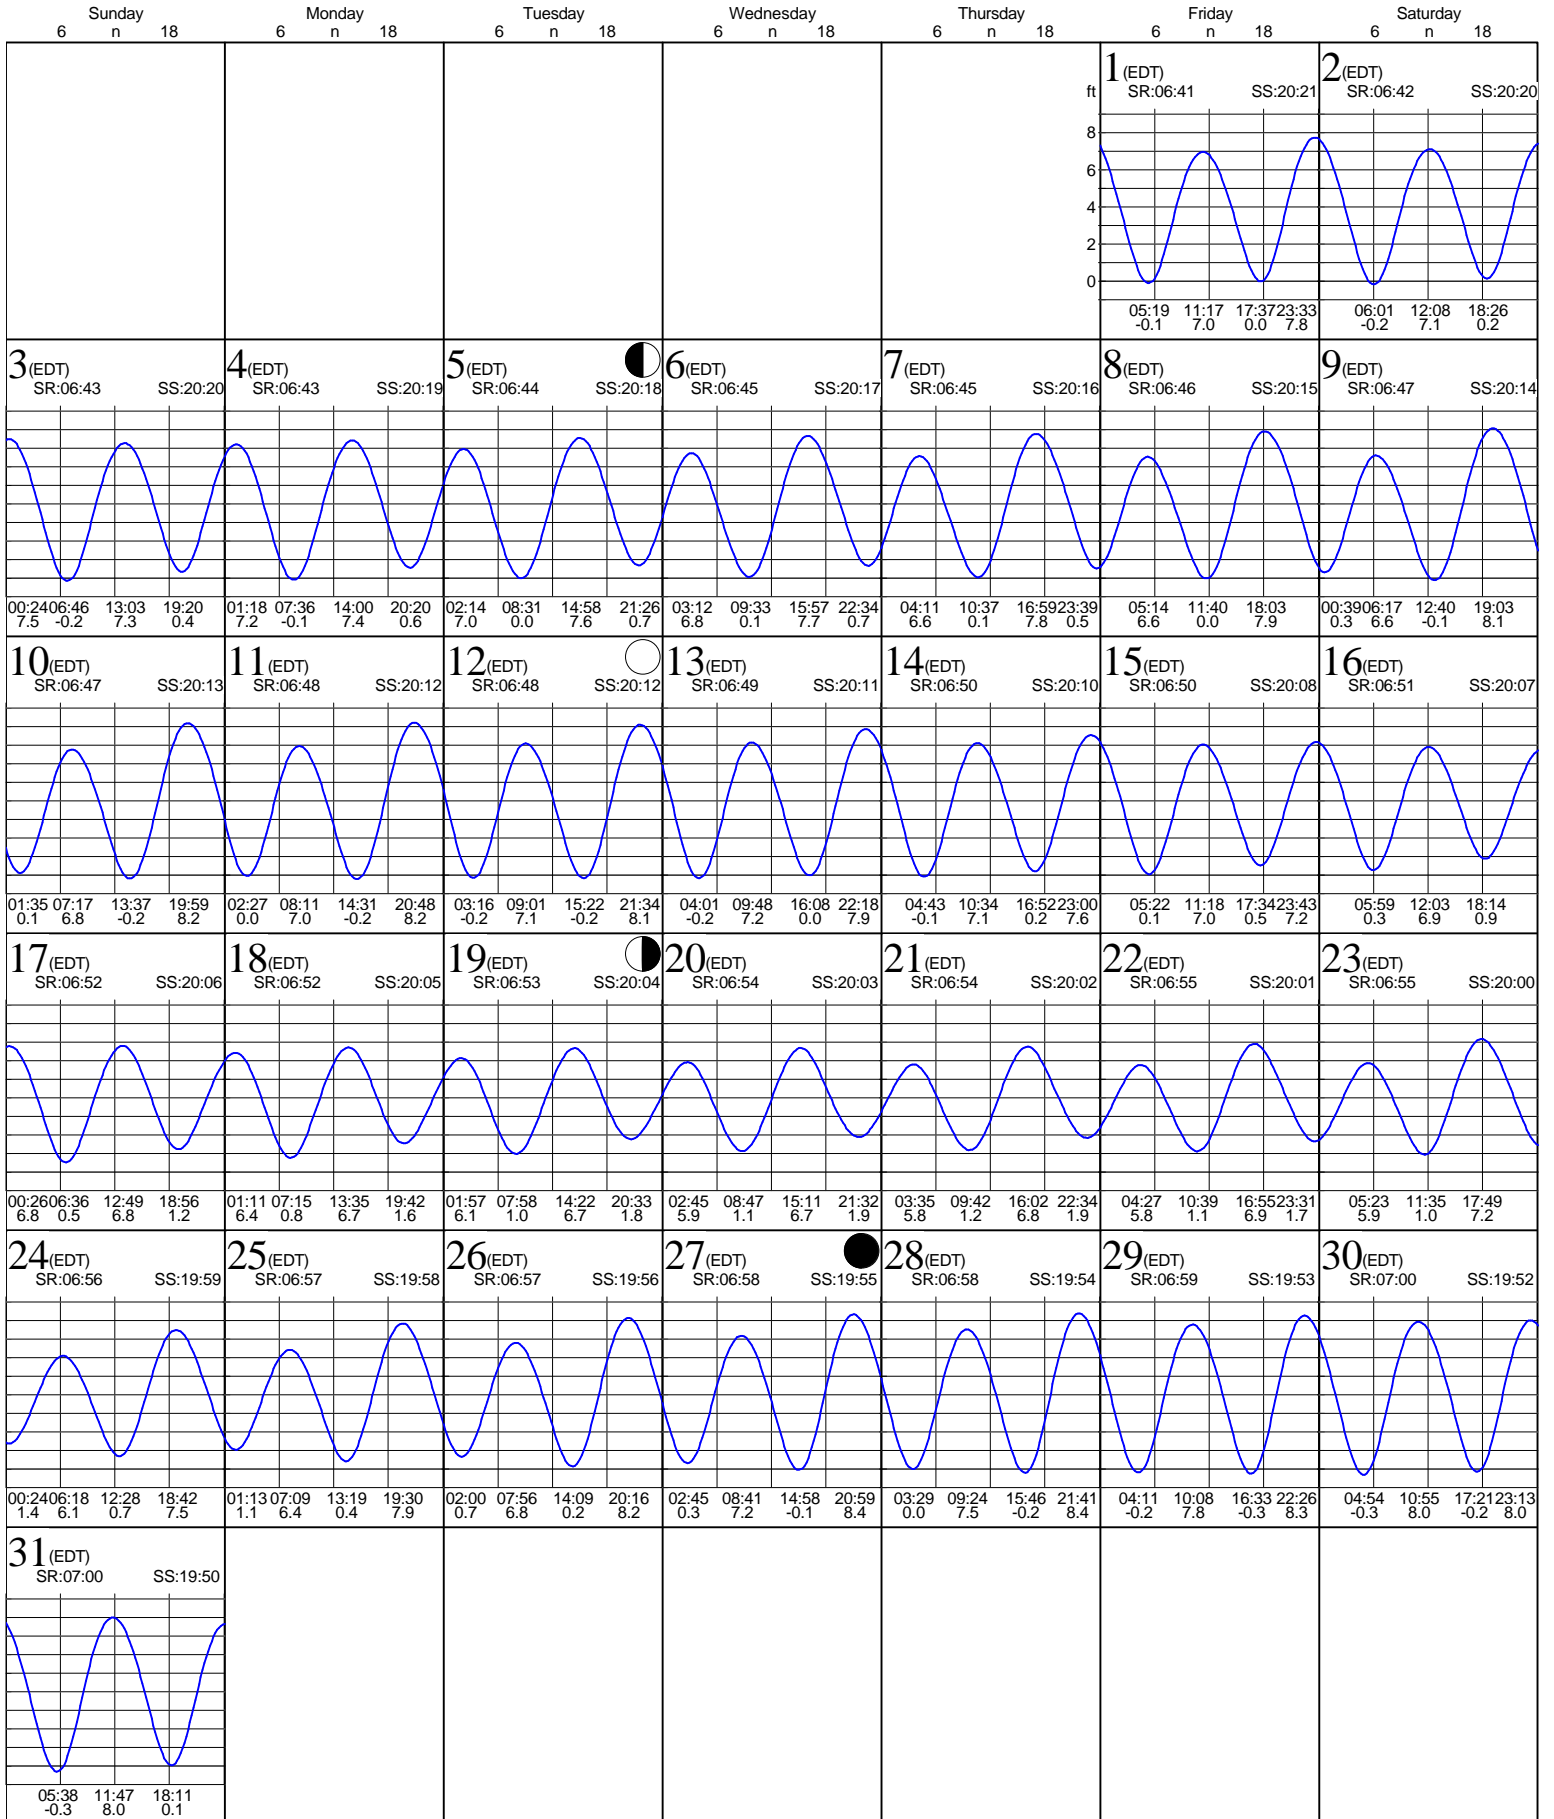 Sunday Monday Tuesday Wednesday Thursday Friday Saturday
6 n 18 6 n 18 6 n 18 6 n 18 6 n 18 6 n 18 6 n 18
1(EDT) 2(EDT)
ft SR:06:41 SS:20:21 SR:06:42 SS:20:20
8
6
4
2
0
05:19 11:17 17:37 23:33 06:01 12:08 18:26
-0.1 7.0 0.0 7.8 -0.2 7.1 0.2
3(EDT) 4(EDT) 5(EDT) 6(EDT) 7(EDT) 8(EDT) 9(EDT)
SR:06:43 SS:20:20 SR:06:43 SS:20:19 SR:06:44 SS:20:18 SR:06:45 SS:20:17 SR:06:45 SS:20:16 SR:06:46 SS:20:15 SR:06:47 SS:20:14
00:24 06:46 13:03 19:20 01:18 07:36 14:00 20:20 02:14 08:31 14:58 21:26 03:12 09:33 15:57 22:34 04:11 10:37 16:59 23:39 05:14 11:40 18:03 00:39 06:17 12:40 19:03
7.5 -0.2 7.3 0.4 7.2 -0.1 7.4 0.6 7.0 0.0 7.6 0.7 6.8 0.1 7.7 0.7 6.6 0.1 7.8 0.5 6.6 0.0 7.9 0.3 6.6 -0.1 8.1
10(EDT) 11(EDT) 12(EDT) 13(EDT) 14(EDT) 15(EDT) 16(EDT)
SR:06:47 SS:20:13 SR:06:48 SS:20:12 SR:06:48 SS:20:12 SR:06:49 SS:20:11 SR:06:50 SS:20:10 SR:06:50 SS:20:08 SR:06:51 SS:20:07
01:35 07:17 13:37 19:59 02:27 08:11 14:31 20:48 03:16 09:01 15:22 21:34 04:01 09:48 16:08 22:18 04:43 10:34 16:52 23:00 05:22 11:18 17:34 23:43 05:59 12:03 18:14
0.1 6.8 -0.2 8.2 0.0 7.0 -0.2 8.2 -0.2 7.1 -0.2 8.1 -0.2 7.2 0.0 7.9 -0.1 7.1 0.2 7.6 0.1 7.0 0.5 7.2 0.3 6.9 0.9
17(EDT) 18(EDT) 19(EDT) 20(EDT) 21(EDT) 22(EDT) 23(EDT)
SR:06:52 SS:20:06 SR:06:52 SS:20:05 SR:06:53 SS:20:04 SR:06:54 SS:20:03 SR:06:54 SS:20:02 SR:06:55 SS:20:01 SR:06:55 SS:20:00
00:26 06:36 12:49 18:56 01:11 07:15 13:35 19:42 01:57 07:58 14:22 20:33 02:45 08:47 15:11 21:32 03:35 09:42 16:02 22:34 04:27 10:39 16:55 23:31 05:23 11:35 17:49
6.8 0.5 6.8 1.2 6.4 0.8 6.7 1.6 6.1 1.0 6.7 1.8 5.9 1.1 6.7 1.9 5.8 1.2 6.8 1.9 5.8 1.1 6.9 1.7 5.9 1.0 7.2
24(EDT) 25(EDT) 26(EDT) 27(EDT) 28(EDT) 29(EDT) 30(EDT)
SR:06:56 SS:19:59 SR:06:57 SS:19:58 SR:06:57 SS:19:56 SR:06:58 SS:19:55 SR:06:58 SS:19:54 SR:06:59 SS:19:53 SR:07:00 SS:19:52
00:24 06:18 12:28 18:42 01:13 07:09 13:19 19:30 02:00 07:56 14:09 20:16 02:45 08:41 14:58 20:59 03:29 09:24 15:46 21:41 04:11 10:08 16:33 22:26 04:54 10:55 17:21 23:13
1.4 6.1 0.7 7.5 1.1 6.4 0.4 7.9 0.7 6.8 0.2 8.2 0.3 7.2 -0.1 8.4 0.0 7.5 -0.2 8.4 -0.2 7.8 -0.3 8.3 -0.3 8.0 -0.2 8.0
31(EDT)
SR:07:00 SS:19:50
05:38 11:47 18:11
-0.3 8.0 0.1